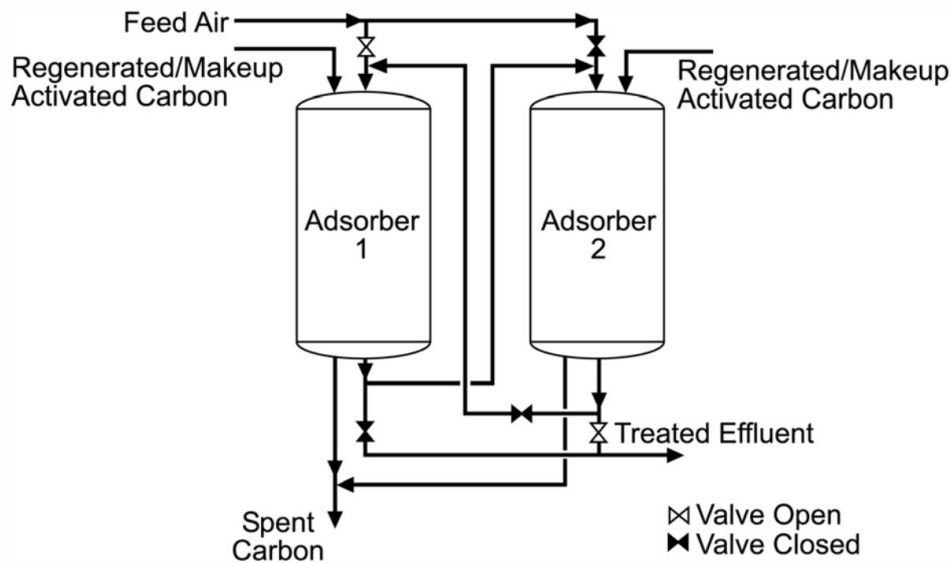 Feed Air
Regenerated/Makeup
Activated Carbon
Regenerated/Makeup
Activated Carbon
Adsorber
1
Adsorber
2
Treated Effluent
Spent
Carbon
Valve Open
Valve Closed